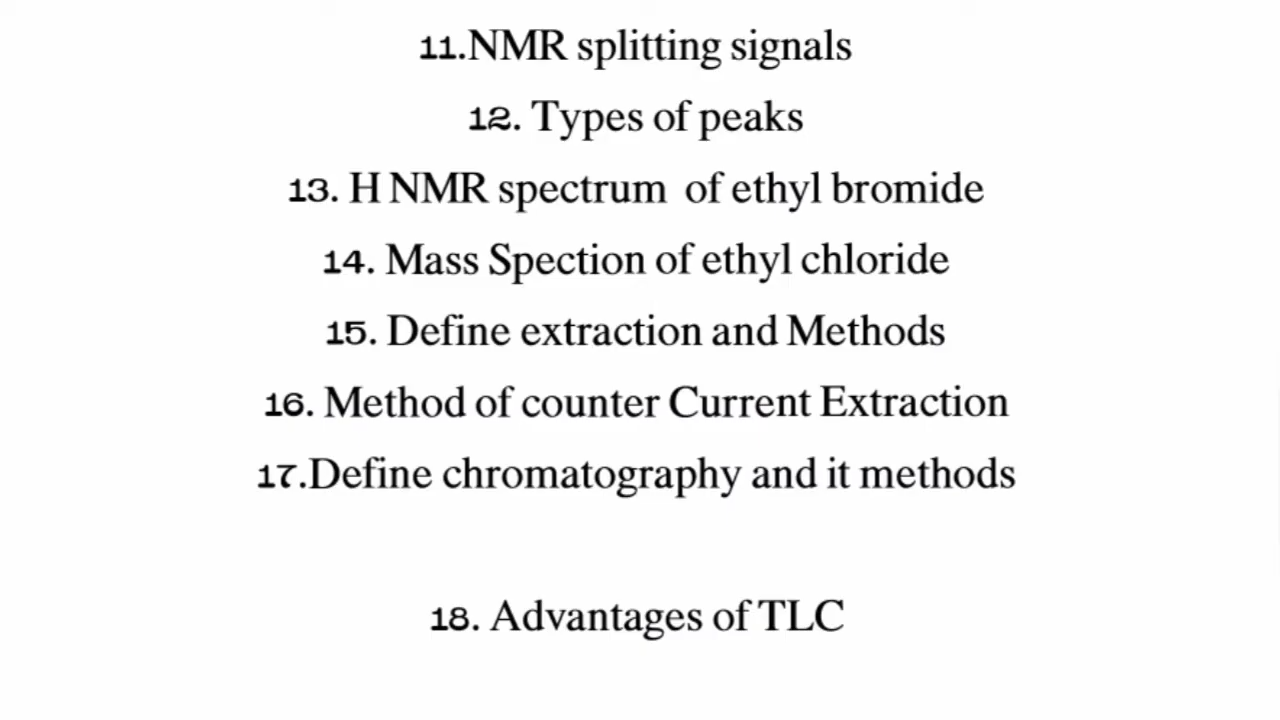 11.NMR splitting signals
12. Types of peaks
13. H NMR spectrum of ethyl bromide
14. Mass Spection of ethyl chloride
15. Define extraction and Methods
16. Method of counter Current Extraction
17.Define chromatography and it methods
18. Advantages of TLC